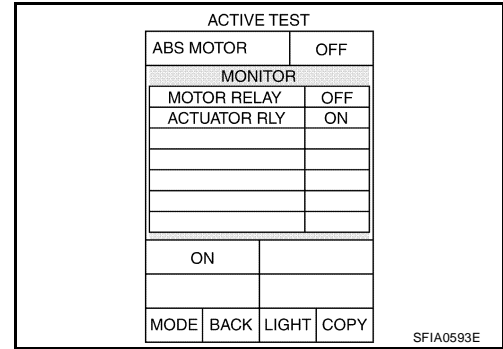 ACTIVE TEST
ABS MOTOR OFF
MONITOR
MOTOR RELAY OFF
ACTUATOR RLY ON
ON
MODE BACK LIGHT COPY
SFIA0593E